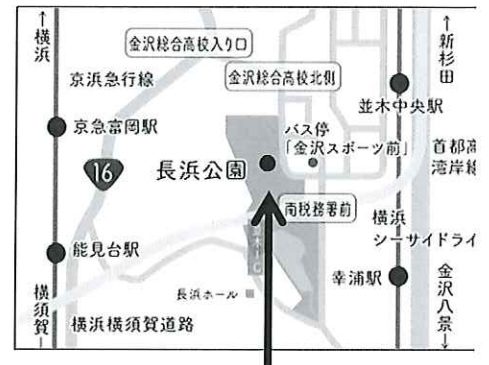 ↑横浜
京浜急行線
京急富岡駅
16
能見台駅
横須賀↓
横浜横須賀道路
金沢総合高校入り口
金沢総合高校北側
長浜公園
バス停
「金沢スポーツ前」
南税務署前
長浜ホール
↑新杉田
並木中央駅
首都高
湾岸線
横浜
シーサイドライ
幸浦駅
金沢八景↓